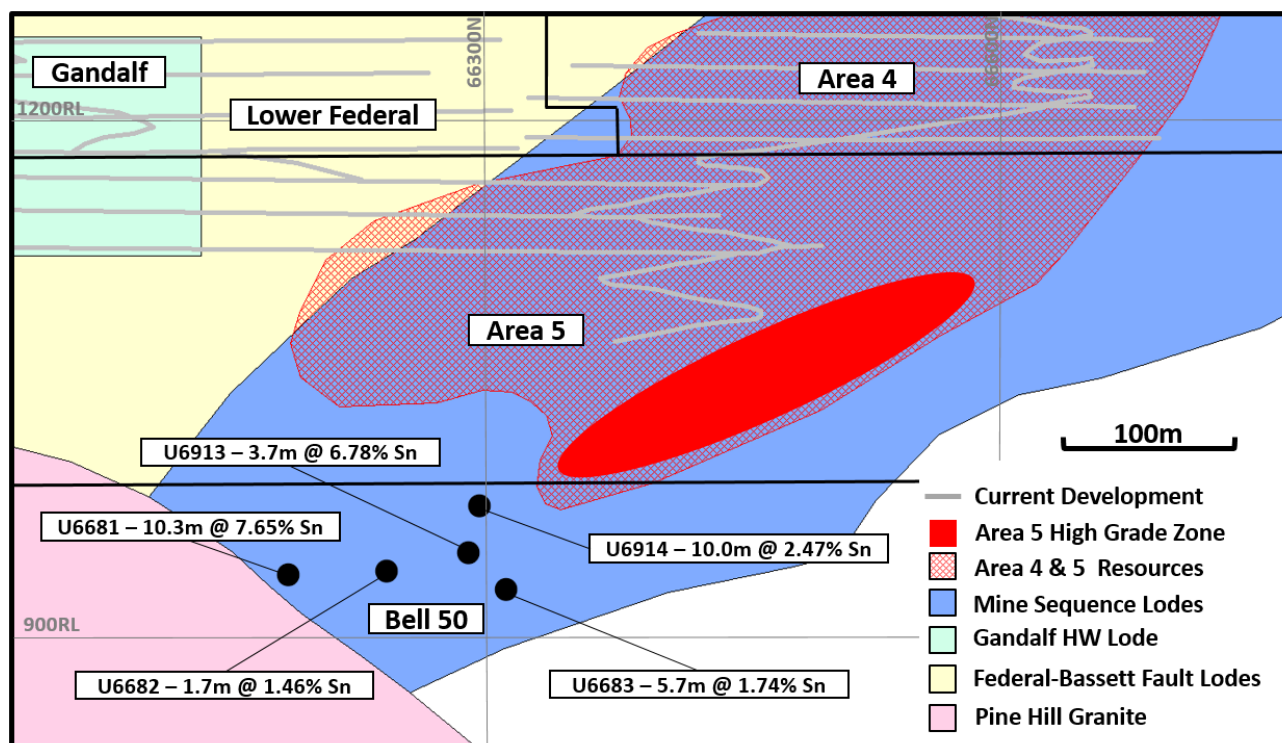 Gandalf
66300N
66600N
Area 4
1200RL
Lower Federal
Area 5
U6913 – 3.7m @ 6.78% Sn
100m
Current Development
U6681 – 10.3m @ 7.65% Sn
Area 5 High Grade Zone
U6914 – 10.0m @ 2.47% Sn
Area 4 & 5 Resources
Mine Sequence Lodes
Bell 50
900RL
Gandalf HW Lode
U6682 – 1.7m @ 1.46% Sn
U6683 – 5.7m @ 1.74% Sn
Federal-Bassett Fault Lodes
Pine Hill Granite